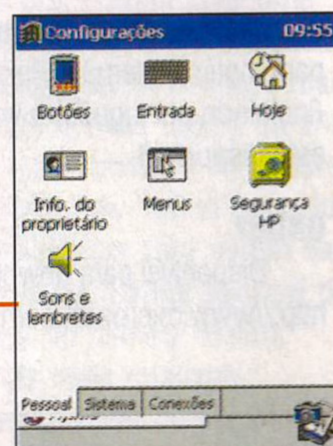 Configurações 09:55
Botões Entrada Hoje
Info. do proprietário Menus Segurança HP
Sons e lembretes
Pessoal Sistema Conexões